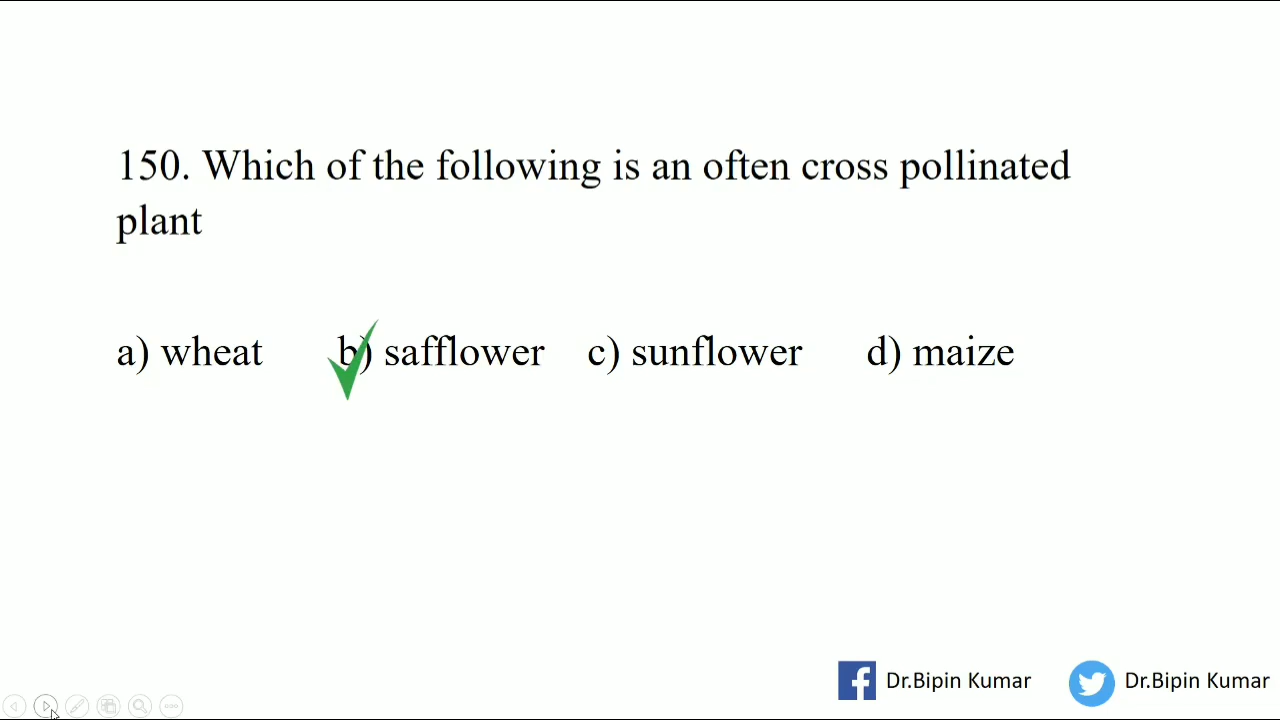 150. Which of the following is an often cross pollinated
plant
a) wheat b) safflower c) sunflower d) maize
Dr.Bipin Kumar Dr.Bipin Kumar